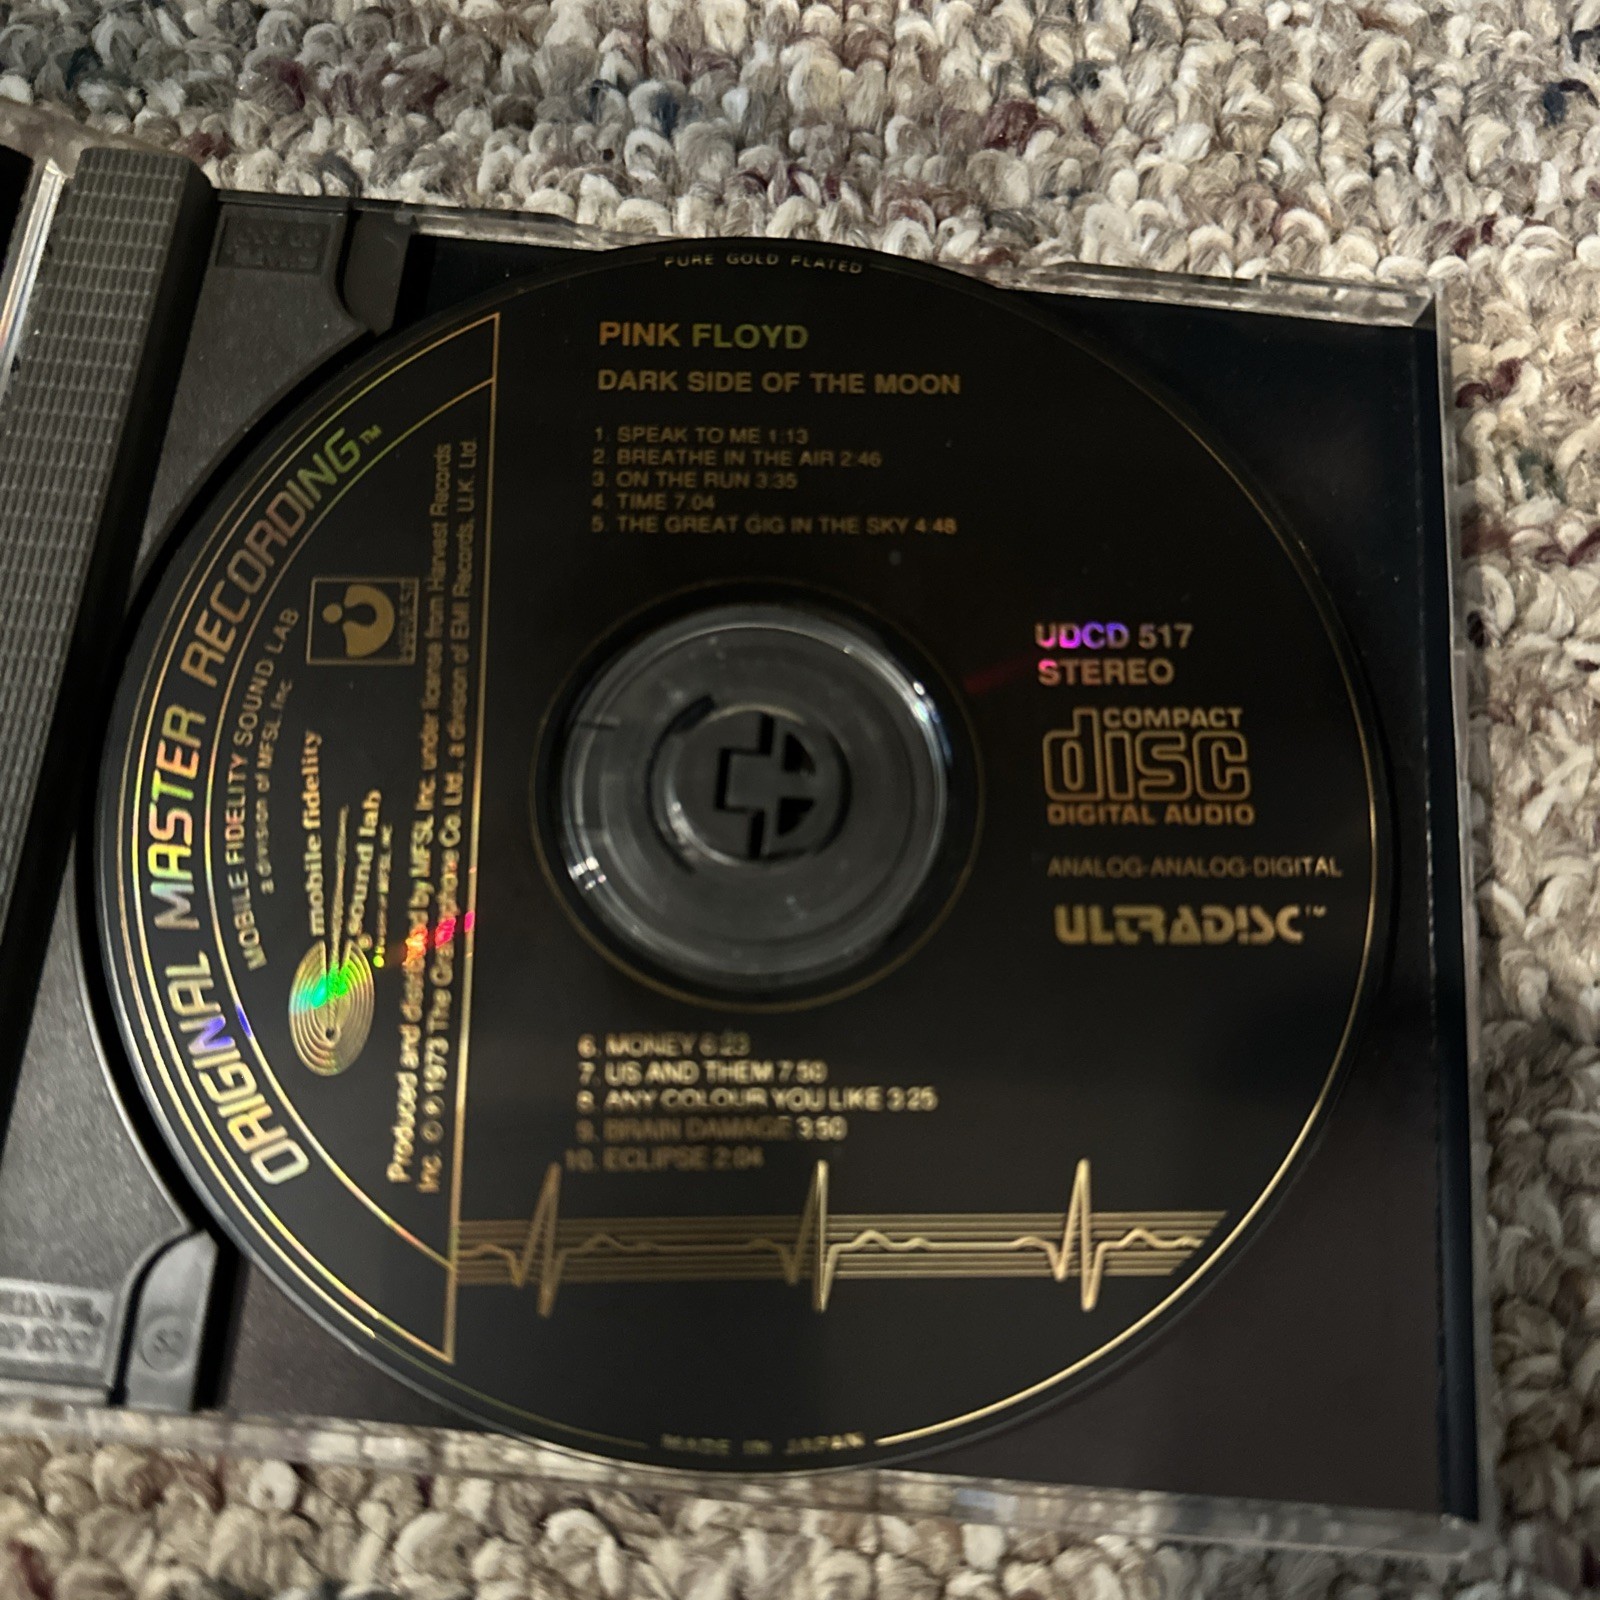 PURE GOLD PLATED
PINK FLOYD
DARK SIDE OF THE MOON
1. SPEAK TO ME 1:13
2. BREATHE IN THE AIR 2:46
3. ON THE RUN 3:35
4. TIME 7:04
5. THE GREAT GIG IN THE SKY 4:48
ORIGINAL MASTER RECORDING™
MOBILE FIDELITY SOUND LAB
a division of MFSL, Inc.
HARVEST
mobile fidelity
sound lab
Produced and distributed by MFSL, Inc. under license from Harvest Records
Inc. © ℗ 1973 The Graphone Co. Ltd., a division of EMI Records, U.K. Ltd.
UDCD 517
STEREO
COMPACT
disc
DIGITAL AUDIO
ANALOG-ANALOG-DIGITAL
ULTRADISC™
6. MONEY 6:23
7. US AND THEM 7:50
8. ANY COLOUR YOU LIKE 3:25
9. BRAIN DAMAGE 3:50
10. ECLIPSE 2:04
MADE IN JAPAN